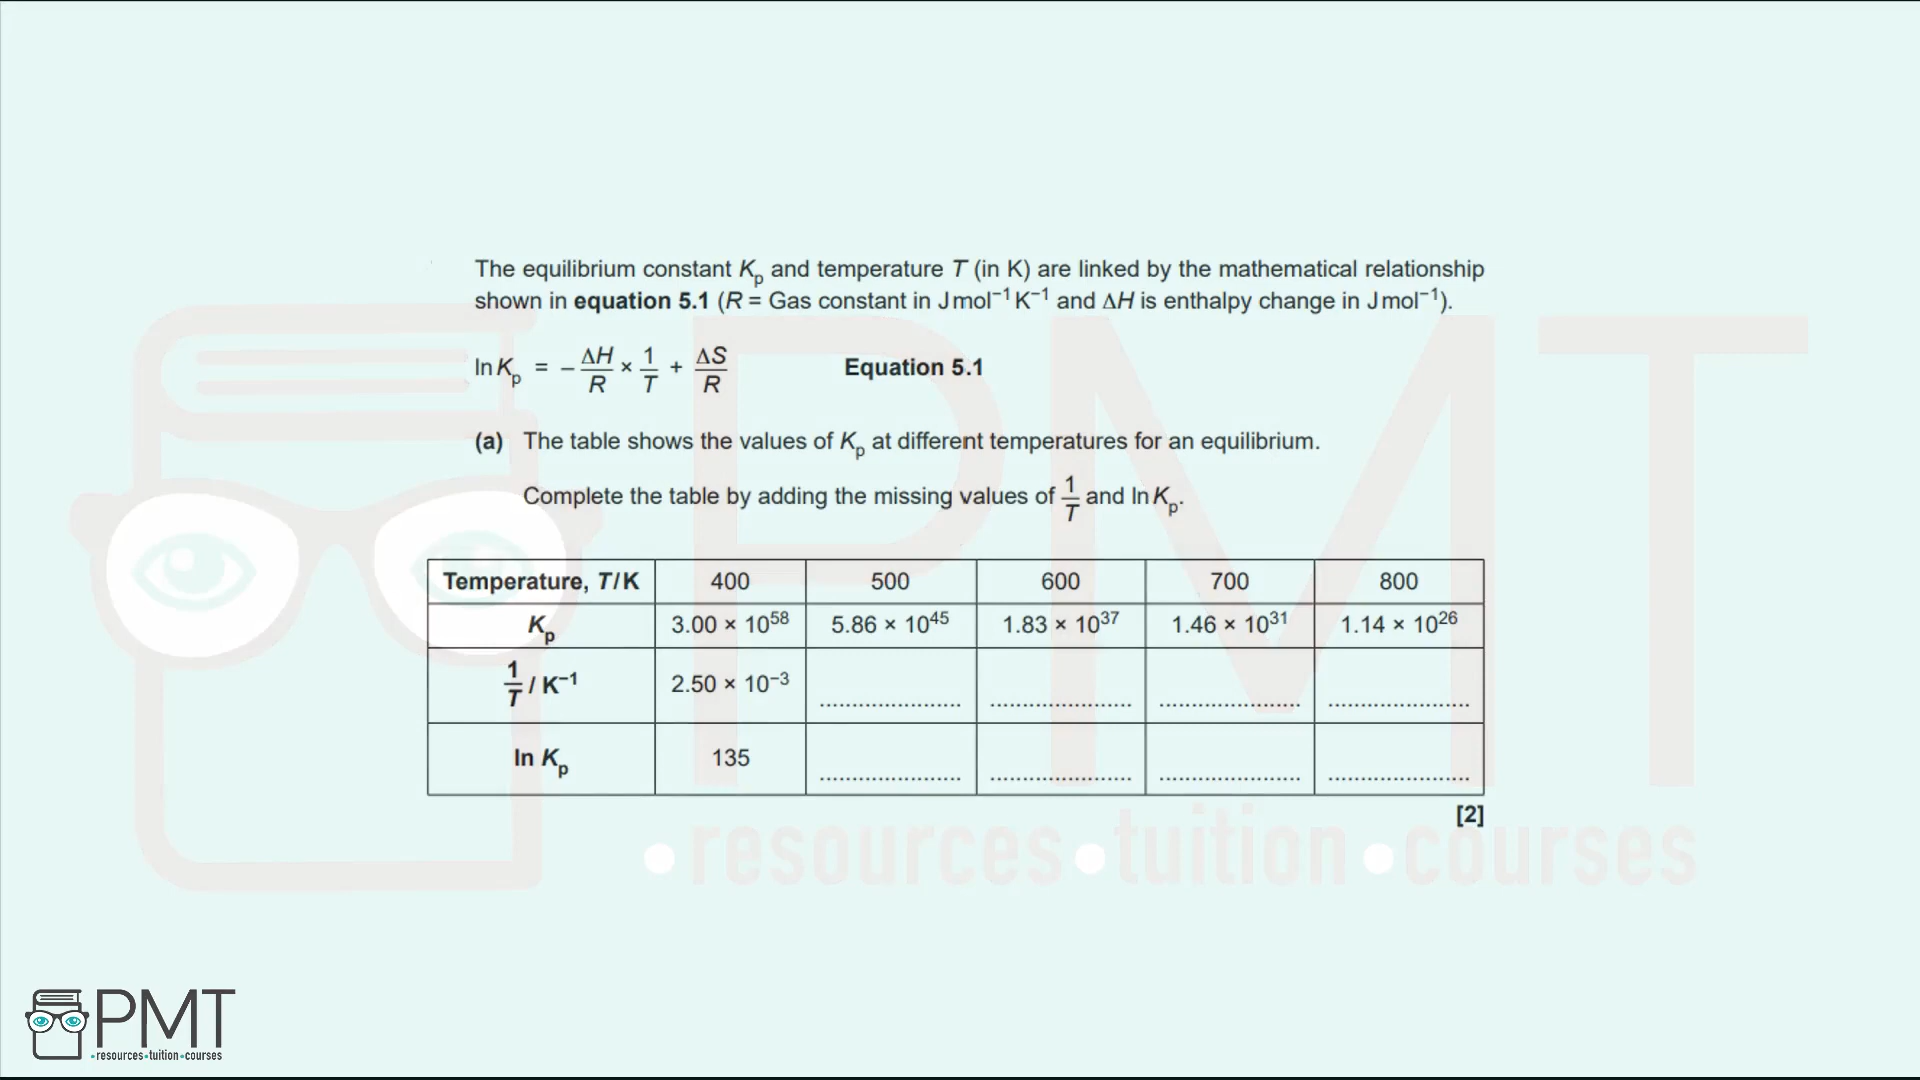 The equilibrium constant Kp and temperature T (in K) are linked by the mathematical relationship
shown in equation 5.1 (R = Gas constant in J mol⁻¹ K⁻¹ and ΔH is enthalpy change in J mol⁻¹).
ln Kp = − ΔH/R × 1/T + ΔS/R Equation 5.1
(a) The table shows the values of Kp at different temperatures for an equilibrium.
Complete the table by adding the missing values of 1/T and ln Kp.
Temperature, T/K 400 500 600 700 800
Kp 3.00 × 10⁵⁸ 5.86 × 10⁴⁵ 1.83 × 10³⁷ 1.46 × 10³¹ 1.14 × 10²⁶
1/T / K⁻¹ 2.50 × 10⁻³ ...................... ...................... ...................... ......................
ln Kp 135 ...................... ...................... ...................... ......................
[2]
PMT
•resources•tuition•courses
PMT
•resources•tuition•courses